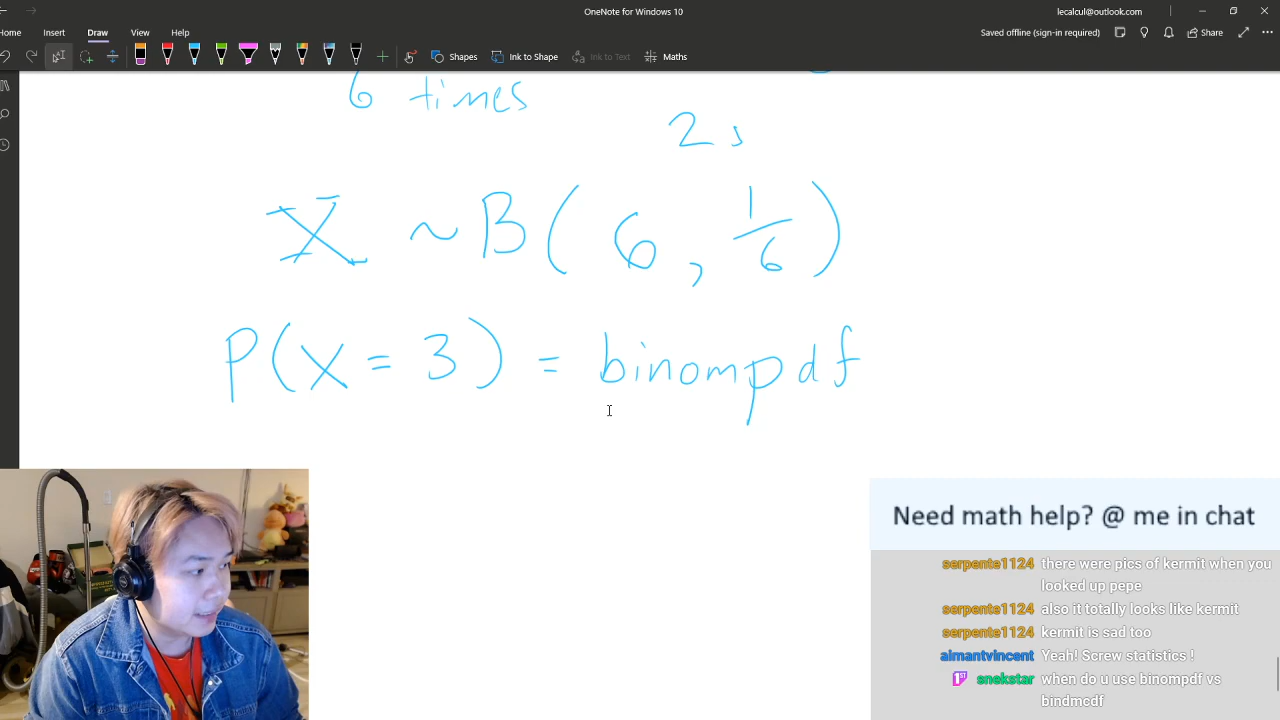 OneNote for Windows 10
lecalcul@outlook.com
Home Insert Draw View Help
Saved offline (sign-in required)
Share
Shapes
Ink to Shape
Ink to Text
Maths
6 times
2s
X ~ B( 6, 1/6 )
P(X = 3) = binompdf
Need math help? @ me in chat
serpente1124 there were pics of kermit when you
looked up pepe
serpente1124 also it totally looks like kermit
serpente1124 kermit is sad too
aimantvincent Yeah! Screw statistics !
1ST snekstar when do u use binompdf vs
bindmcdf